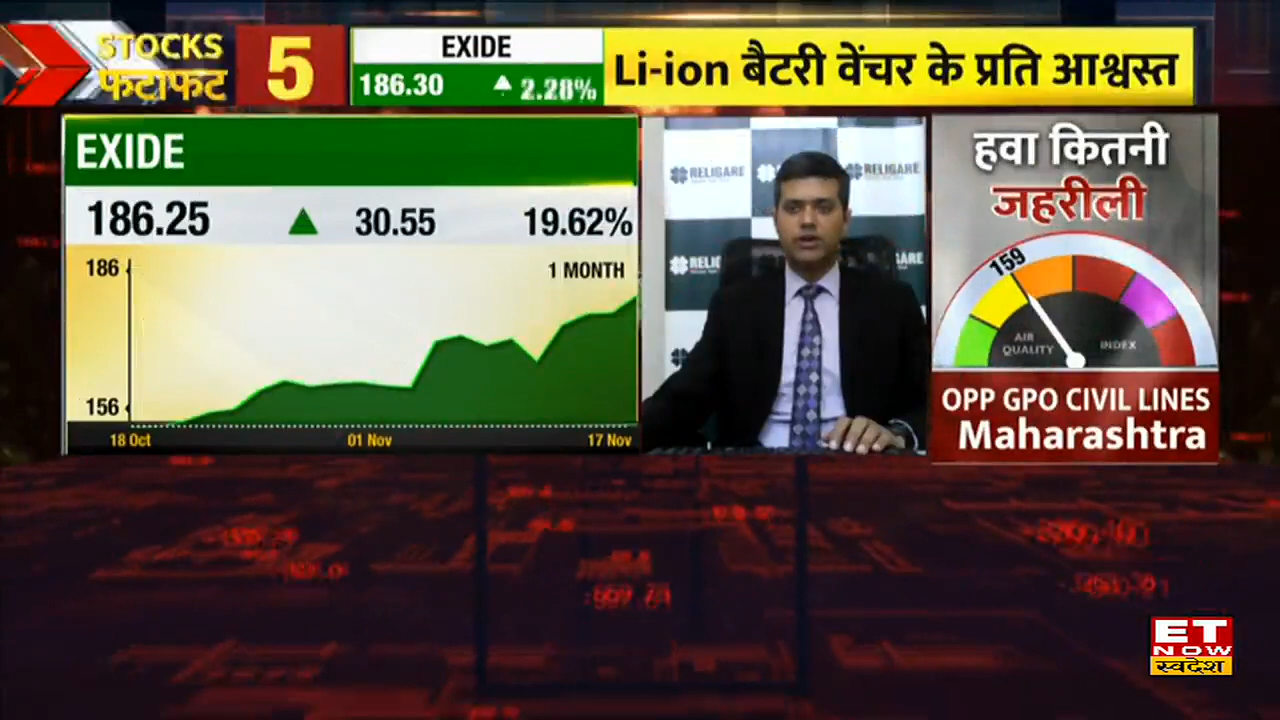 STOCKS
फटाफट
5
EXIDE
186.30 ▲ 2.28%
Li-ion बैटरी वेंचर के प्रति आश्वस्त
EXIDE
186.25 ▲ 30.55 19.62%
186
1 MONTH
156
18 Oct 01 Nov 17 Nov
RELIGARE
RELIGARE
हवा कितनी
जहरीली
159
AIR
QUALITY
INDEX
OPP GPO CIVIL LINES
Maharashtra
ET
NOW
स्वदेश